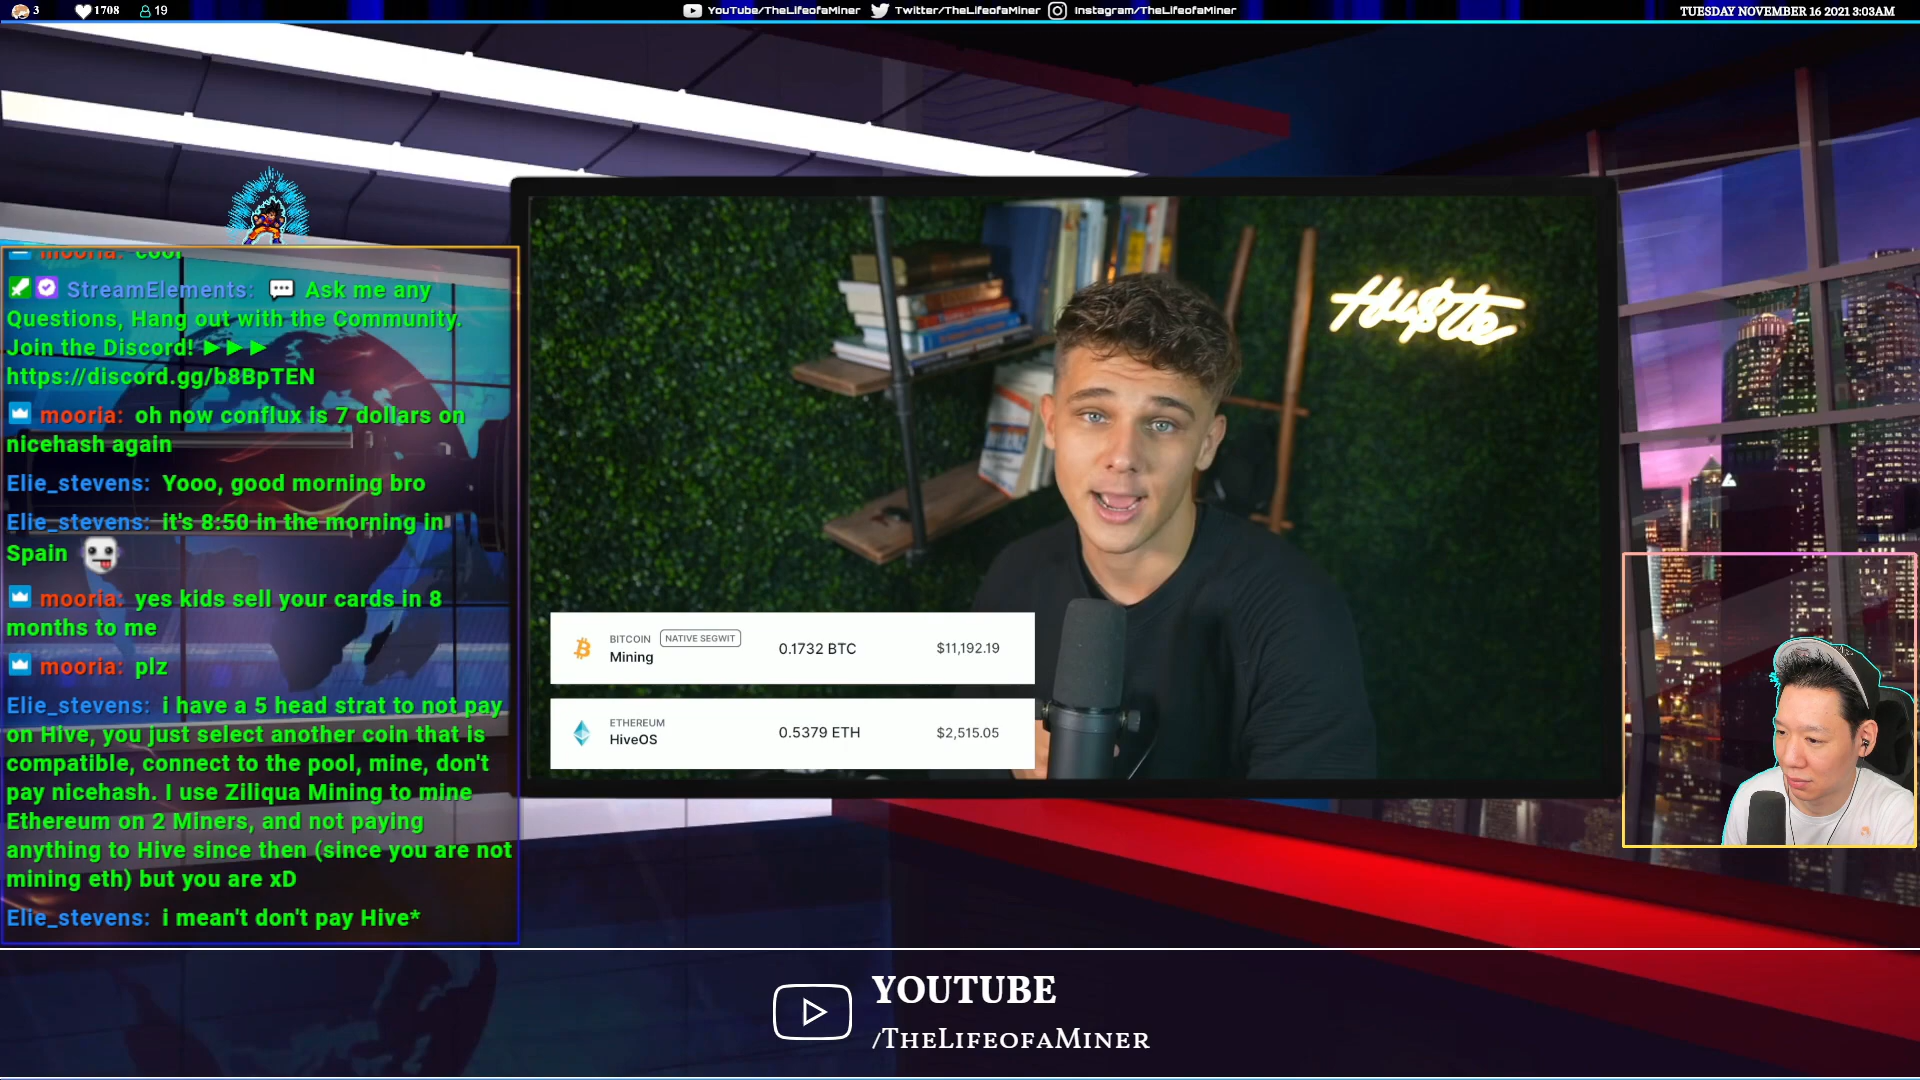 3 1708 19
YouTube/TheLifeofaMiner Twitter/TheLifeofaMiner Instagram/TheLifeofaMiner
TUESDAY NOVEMBER 16 2021 3:03AM
mooria: cool
StreamElements: Ask me any
Questions, Hang out with the Community.
Join the Discord! ►►►
https://discord.gg/b8BpTEN
mooria: oh now conflux is 7 dollars on
nicehash again
Elie_stevens: Yooo, good morning bro
Elie_stevens: it's 8:50 in the morning in
Spain
mooria: yes kids sell your cards in 8
months to me
mooria: plz
Elie_stevens: i have a 5 head strat to not pay
on Hive, you just select another coin that is
compatible, connect to the pool, mine, don't
pay nicehash. I use Ziliqua Mining to mine
Ethereum on 2 Miners, and not paying
anything to Hive since then (since you are not
mining eth) but you are xD
Elie_stevens: i mean't don't pay Hive*
Hu$tle
BITCOIN NATIVE SEGWIT
Mining 0.1732 BTC $11,192.19
ETHEREUM
HiveOS 0.5379 ETH $2,515.05
YOUTUBE
/TheLifeofaMiner